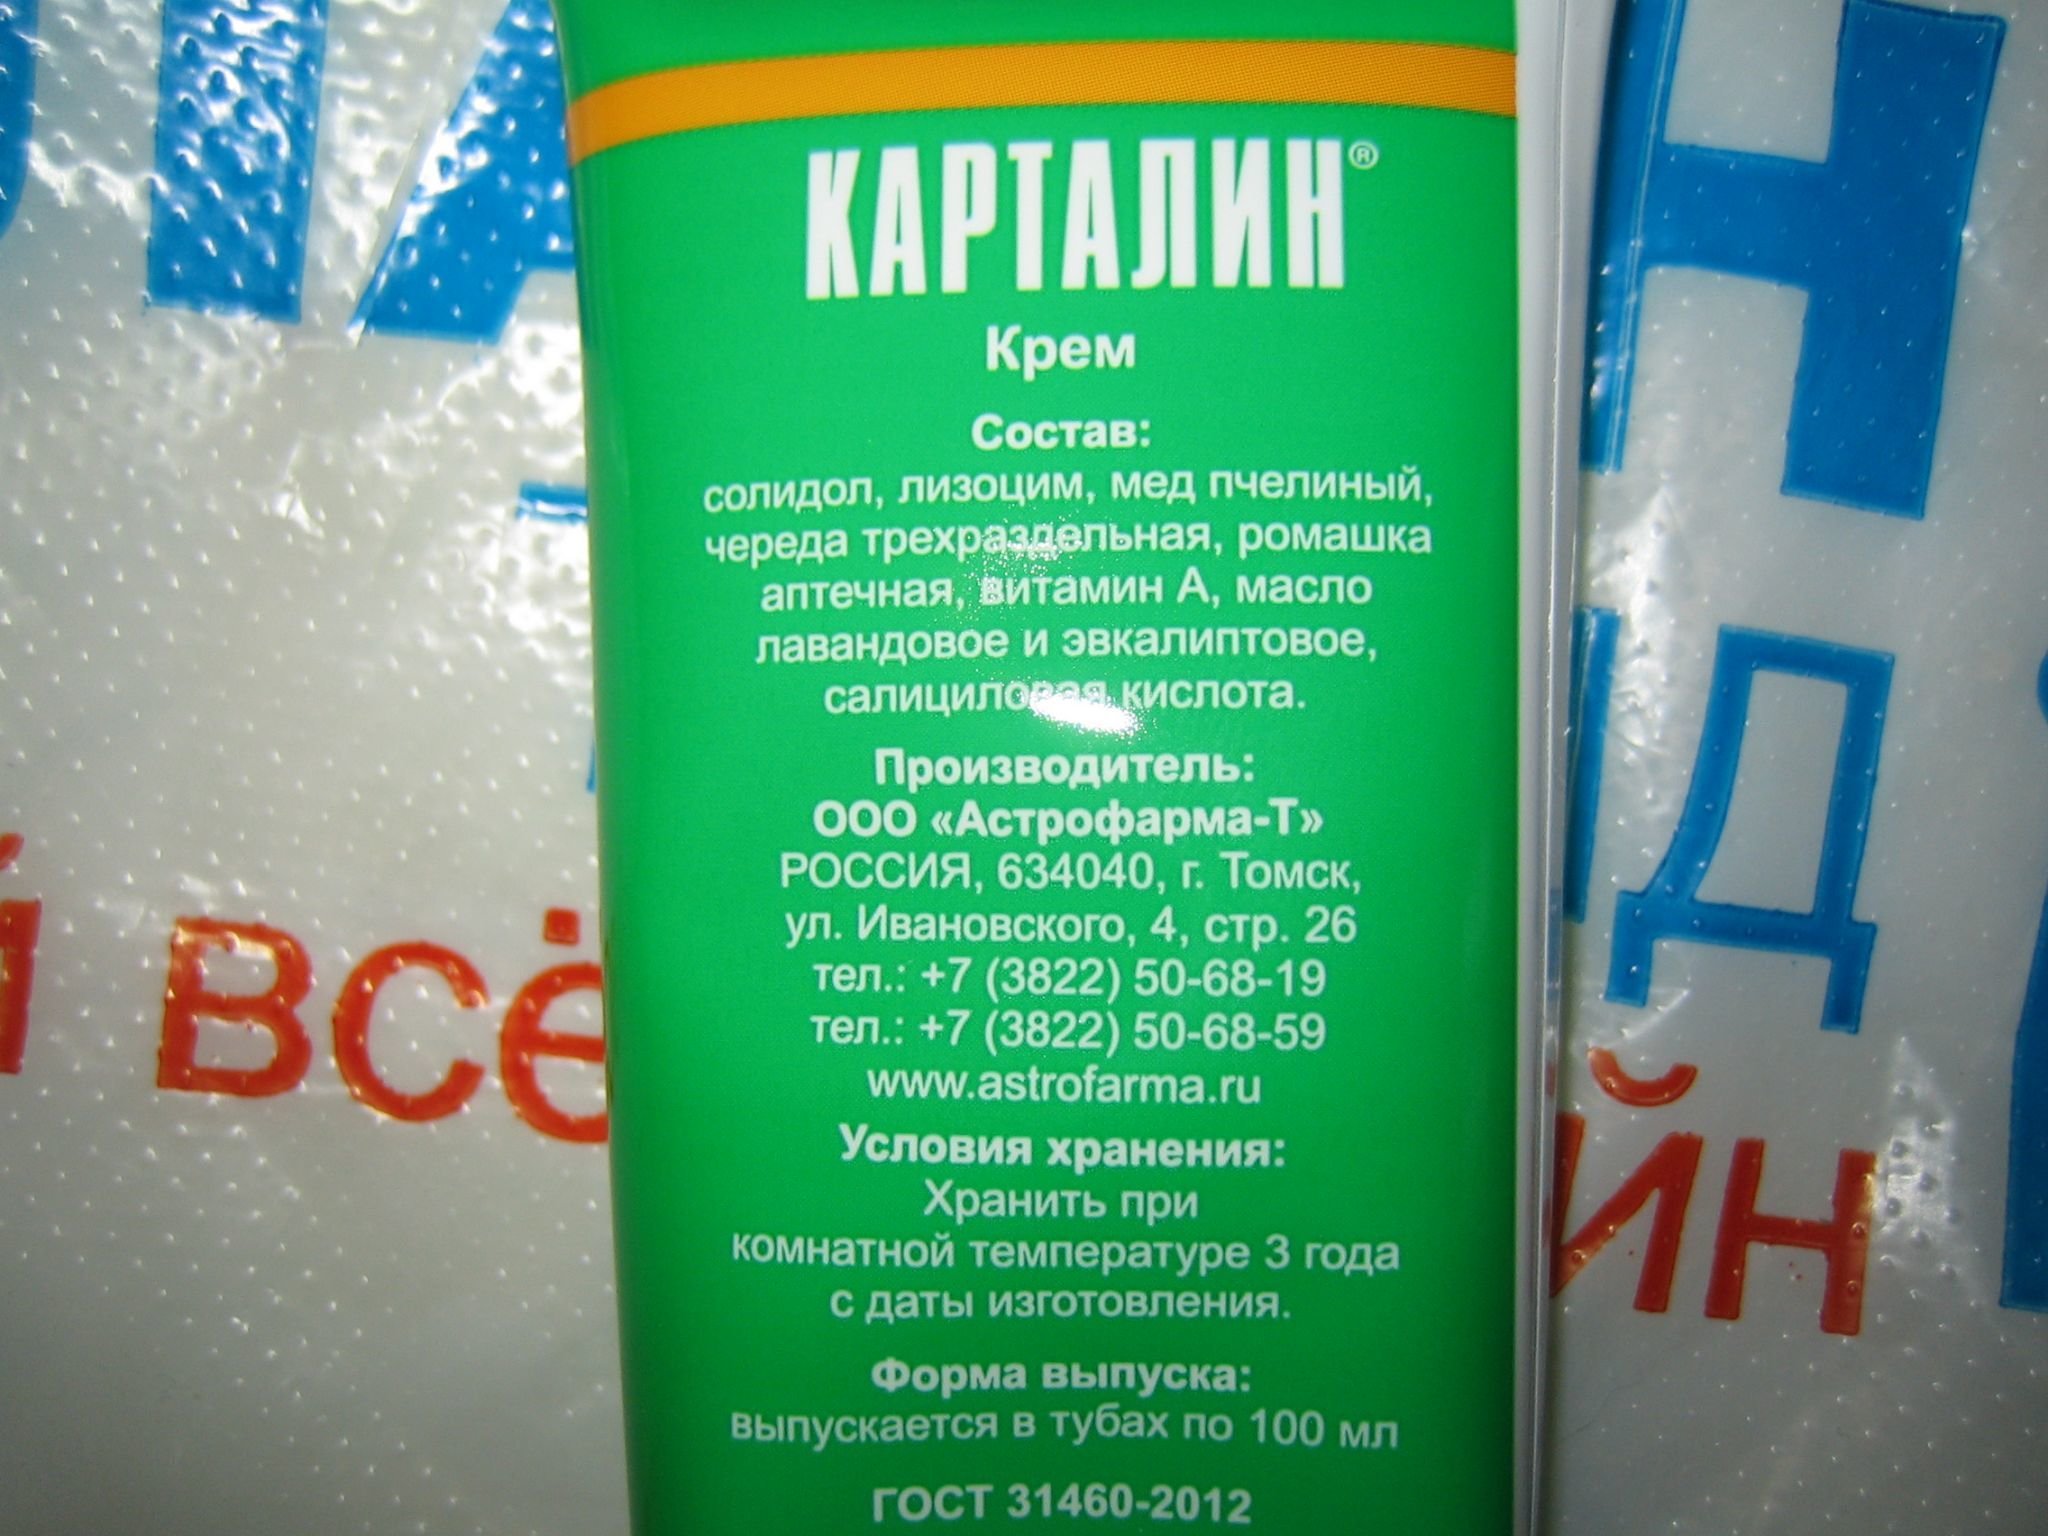 КАРТАЛИН®
Крем
Состав:
солидол, лизоцим, мед пчелиный,
череда трехраздельная, ромашка
аптечная, витамин А, масло
лавандовое и эвкалиптовое,
салициловая кислота.
Производитель:
ООО «Астрофарма-Т»
РОССИЯ, 634040, г. Томск,
ул. Ивановского, 4, стр. 26
тел.: +7 (3822) 50-68-19
тел.: +7 (3822) 50-68-59
www.astrofarma.ru
Условия хранения:
Хранить при
комнатной температуре 3 года
с даты изготовления.
Форма выпуска:
выпускается в тубах по 100 мл
ГОСТ 31460-2012
всё